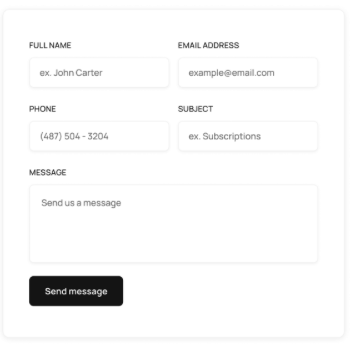 FULL NAME EMAIL ADDRESS
ex. John Carter example@email.com
PHONE SUBJECT
(487) 504 - 3204 ex. Subscriptions
MESSAGE
Send us a message
Send message